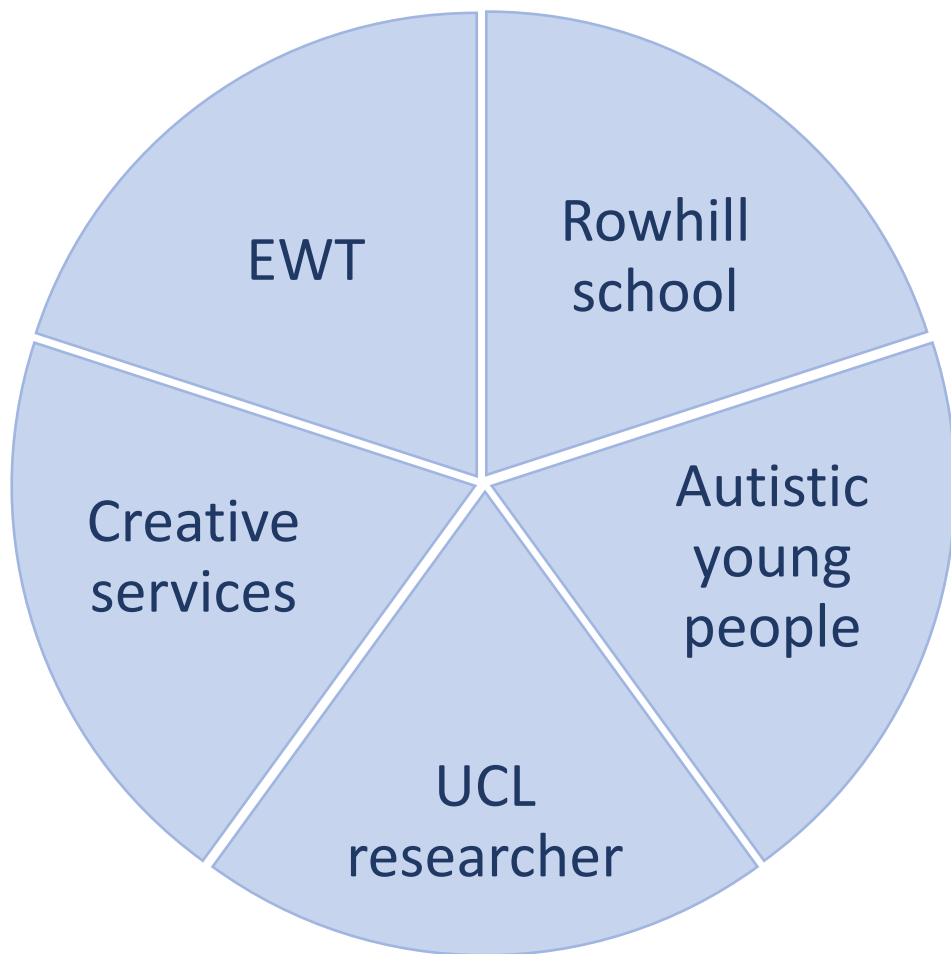 EWT
Rowhill
school
Autistic
young
people
UCL
researcher
Creative
services